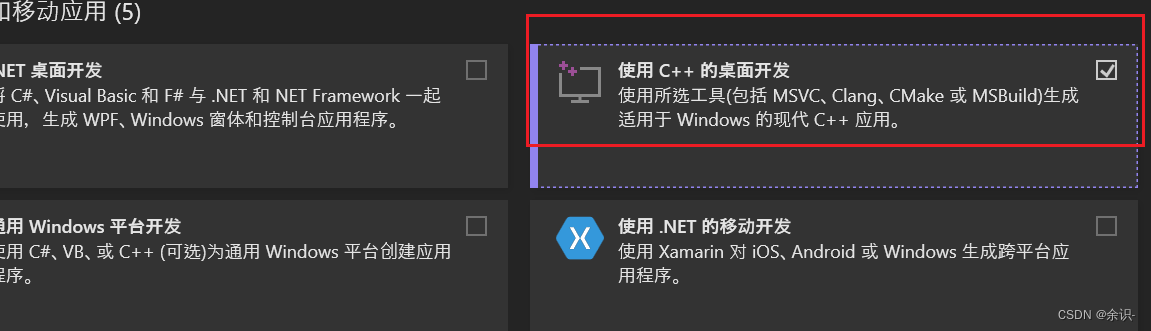 和移动应用 (5)
NET 桌面开发
将 C#、Visual Basic 和 F# 与 .NET 和 NET Framework 一起
使用，生成 WPF、Windows 窗体和控制台应用程序。
使用 C++ 的桌面开发
使用所选工具(包括 MSVC、Clang、CMake 或 MSBuild)生成
适用于 Windows 的现代 C++ 应用。
通用 Windows 平台开发
使用 C#、VB、或 C++ (可选)为通用 Windows 平台创建应用
程序。
使用 .NET 的移动开发
使用 Xamarin 对 iOS、Android 或 Windows 生成跨平台应
用程序。
CSDN @余识-